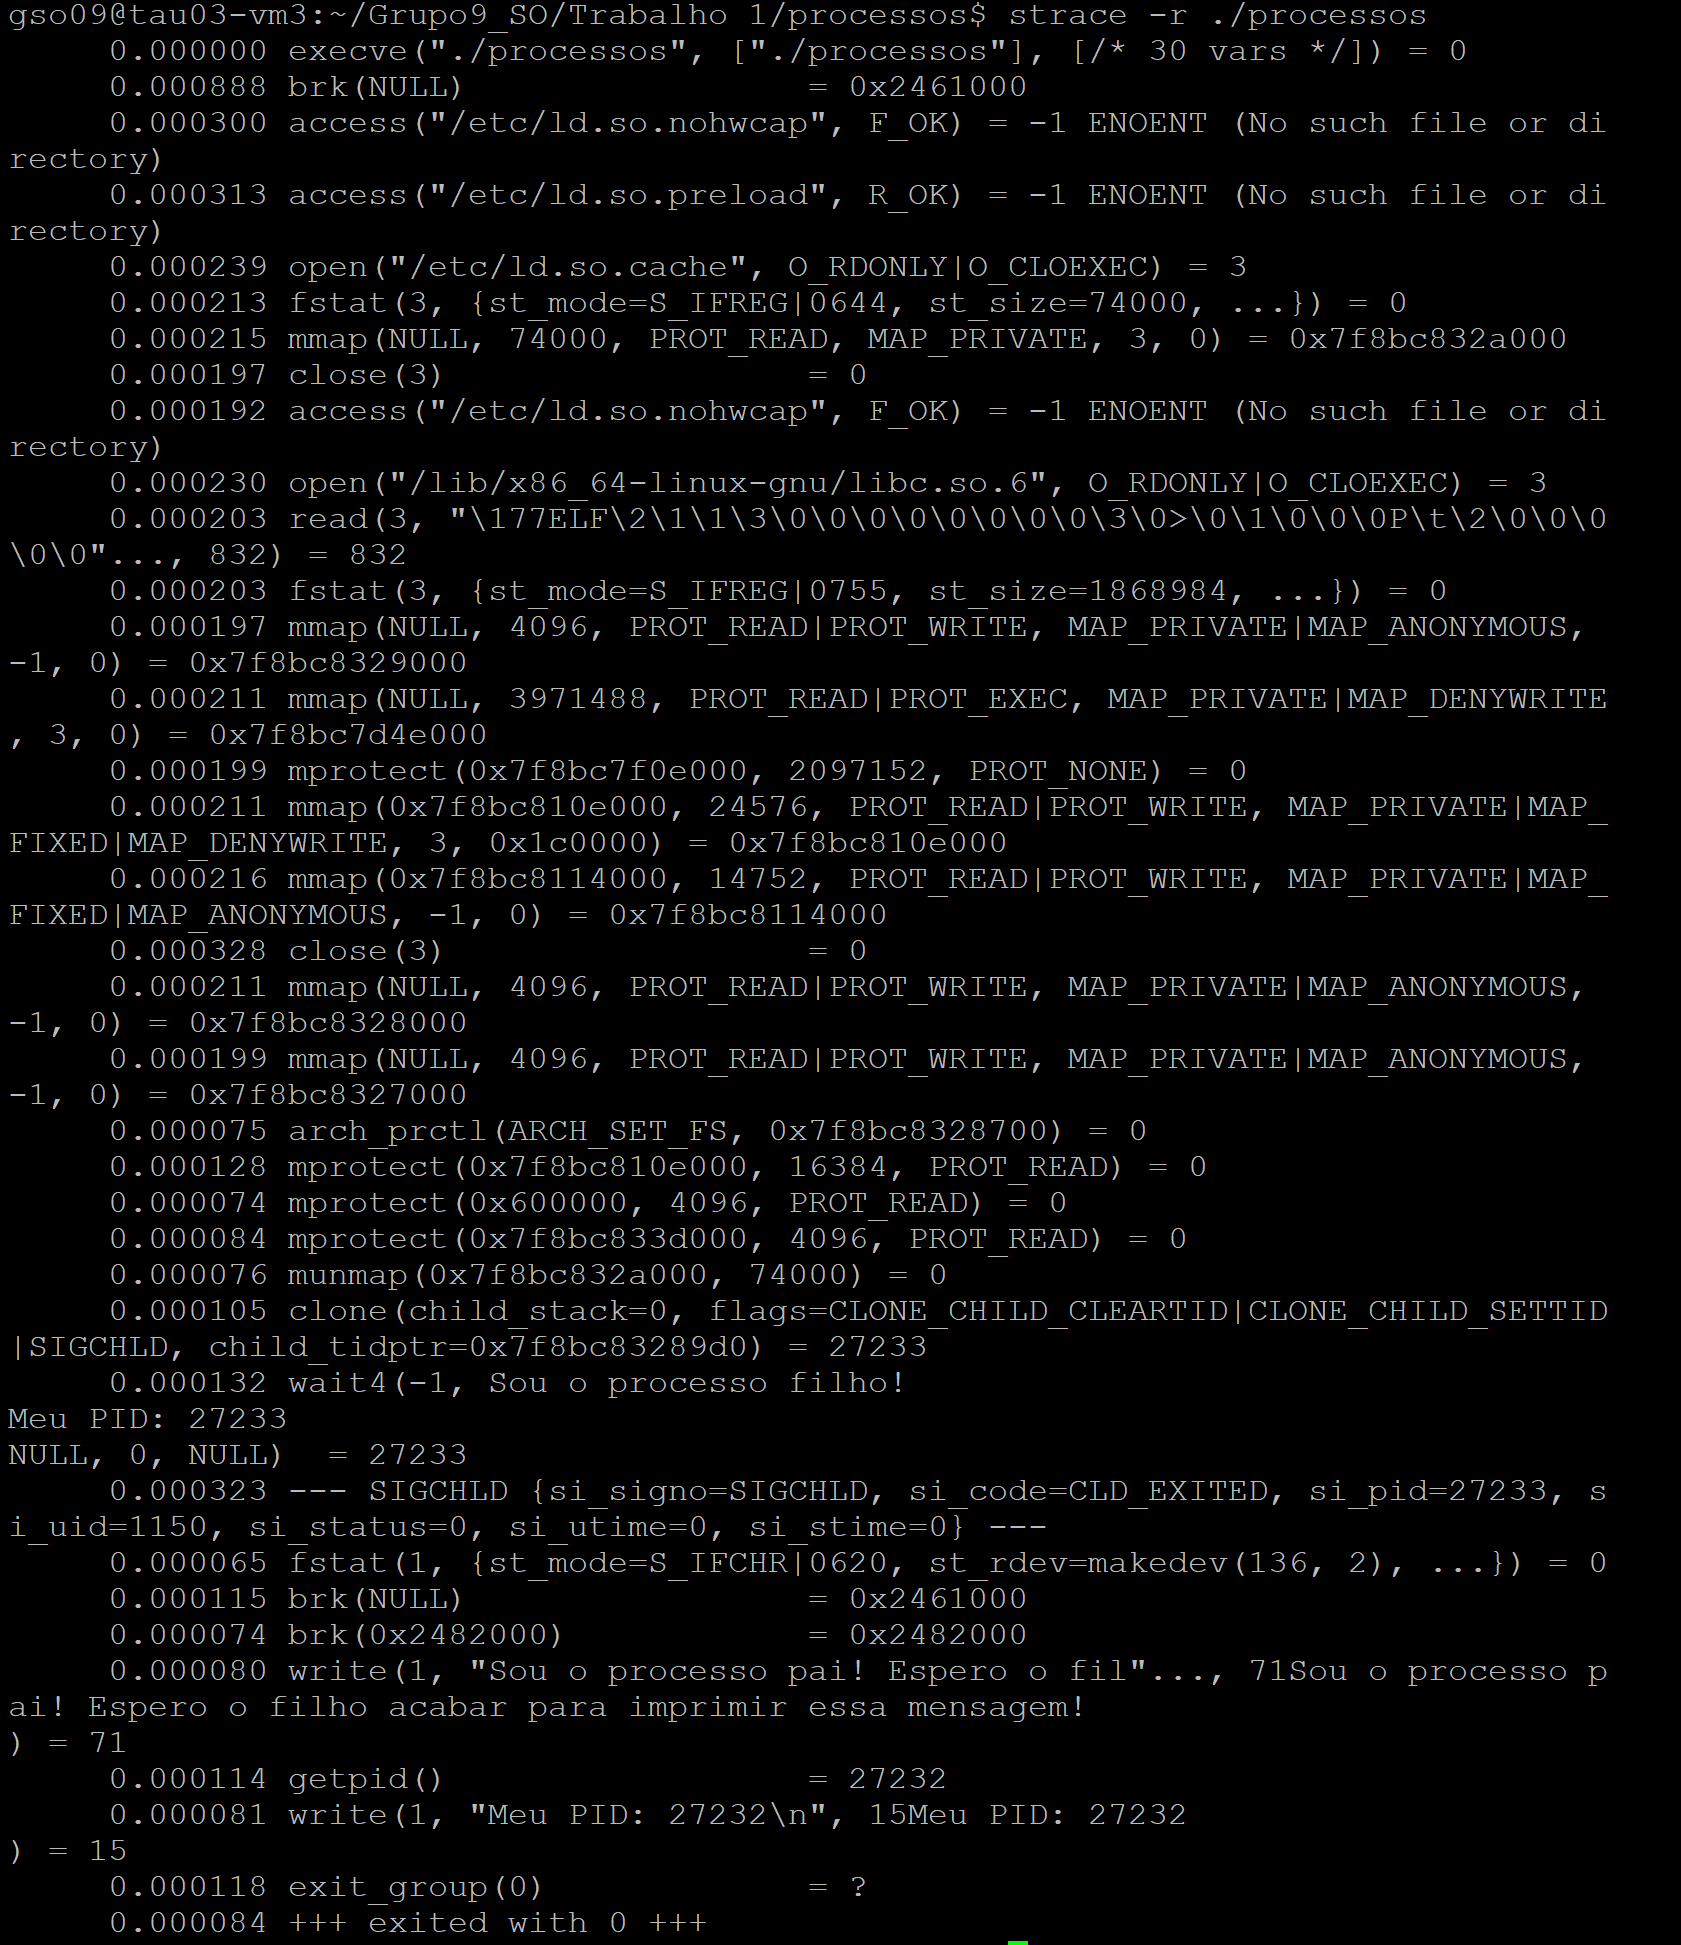 gso09@tau03-vm3:~/Grupo9_SO/Trabalho 1/processos$ strace -r ./processos
     0.000000 execve("./processos", ["./processos"], [/* 30 vars */]) = 0
     0.000888 brk(NULL)                 = 0x2461000
     0.000300 access("/etc/ld.so.nohwcap", F_OK) = -1 ENOENT (No such file or di
rectory)
     0.000313 access("/etc/ld.so.preload", R_OK) = -1 ENOENT (No such file or di
rectory)
     0.000239 open("/etc/ld.so.cache", O_RDONLY|O_CLOEXEC) = 3
     0.000213 fstat(3, {st_mode=S_IFREG|0644, st_size=74000, ...}) = 0
     0.000215 mmap(NULL, 74000, PROT_READ, MAP_PRIVATE, 3, 0) = 0x7f8bc832a000
     0.000197 close(3)                  = 0
     0.000192 access("/etc/ld.so.nohwcap", F_OK) = -1 ENOENT (No such file or di
rectory)
     0.000230 open("/lib/x86_64-linux-gnu/libc.so.6", O_RDONLY|O_CLOEXEC) = 3
     0.000203 read(3, "\177ELF\2\1\1\3\0\0\0\0\0\0\0\0\3\0>\0\1\0\0\0P\t\2\0\0\0
\0\0"..., 832) = 832
     0.000203 fstat(3, {st_mode=S_IFREG|0755, st_size=1868984, ...}) = 0
     0.000197 mmap(NULL, 4096, PROT_READ|PROT_WRITE, MAP_PRIVATE|MAP_ANONYMOUS,
-1, 0) = 0x7f8bc8329000
     0.000211 mmap(NULL, 3971488, PROT_READ|PROT_EXEC, MAP_PRIVATE|MAP_DENYWRITE
, 3, 0) = 0x7f8bc7d4e000
     0.000199 mprotect(0x7f8bc7f0e000, 2097152, PROT_NONE) = 0
     0.000211 mmap(0x7f8bc810e000, 24576, PROT_READ|PROT_WRITE, MAP_PRIVATE|MAP_
FIXED|MAP_DENYWRITE, 3, 0x1c0000) = 0x7f8bc810e000
     0.000216 mmap(0x7f8bc8114000, 14752, PROT_READ|PROT_WRITE, MAP_PRIVATE|MAP_
FIXED|MAP_ANONYMOUS, -1, 0) = 0x7f8bc8114000
     0.000328 close(3)                  = 0
     0.000211 mmap(NULL, 4096, PROT_READ|PROT_WRITE, MAP_PRIVATE|MAP_ANONYMOUS,
-1, 0) = 0x7f8bc8328000
     0.000199 mmap(NULL, 4096, PROT_READ|PROT_WRITE, MAP_PRIVATE|MAP_ANONYMOUS,
-1, 0) = 0x7f8bc8327000
     0.000075 arch_prctl(ARCH_SET_FS, 0x7f8bc8328700) = 0
     0.000128 mprotect(0x7f8bc810e000, 16384, PROT_READ) = 0
     0.000074 mprotect(0x600000, 4096, PROT_READ) = 0
     0.000084 mprotect(0x7f8bc833d000, 4096, PROT_READ) = 0
     0.000076 munmap(0x7f8bc832a000, 74000) = 0
     0.000105 clone(child_stack=0, flags=CLONE_CHILD_CLEARTID|CLONE_CHILD_SETTID
|SIGCHLD, child_tidptr=0x7f8bc83289d0) = 27233
     0.000132 wait4(-1, Sou o processo filho!
Meu PID: 27233
NULL, 0, NULL)  = 27233
     0.000323 --- SIGCHLD {si_signo=SIGCHLD, si_code=CLD_EXITED, si_pid=27233, s
i_uid=1150, si_status=0, si_utime=0, si_stime=0} ---
     0.000065 fstat(1, {st_mode=S_IFCHR|0620, st_rdev=makedev(136, 2), ...}) = 0
     0.000115 brk(NULL)                 = 0x2461000
     0.000074 brk(0x2482000)            = 0x2482000
     0.000080 write(1, "Sou o processo pai! Espero o fil"..., 71Sou o processo p
ai! Espero o filho acabar para imprimir essa mensagem!
) = 71
     0.000114 getpid()                  = 27232
     0.000081 write(1, "Meu PID: 27232\n", 15Meu PID: 27232
) = 15
     0.000118 exit_group(0)             = ?
     0.000084 +++ exited with 0 +++